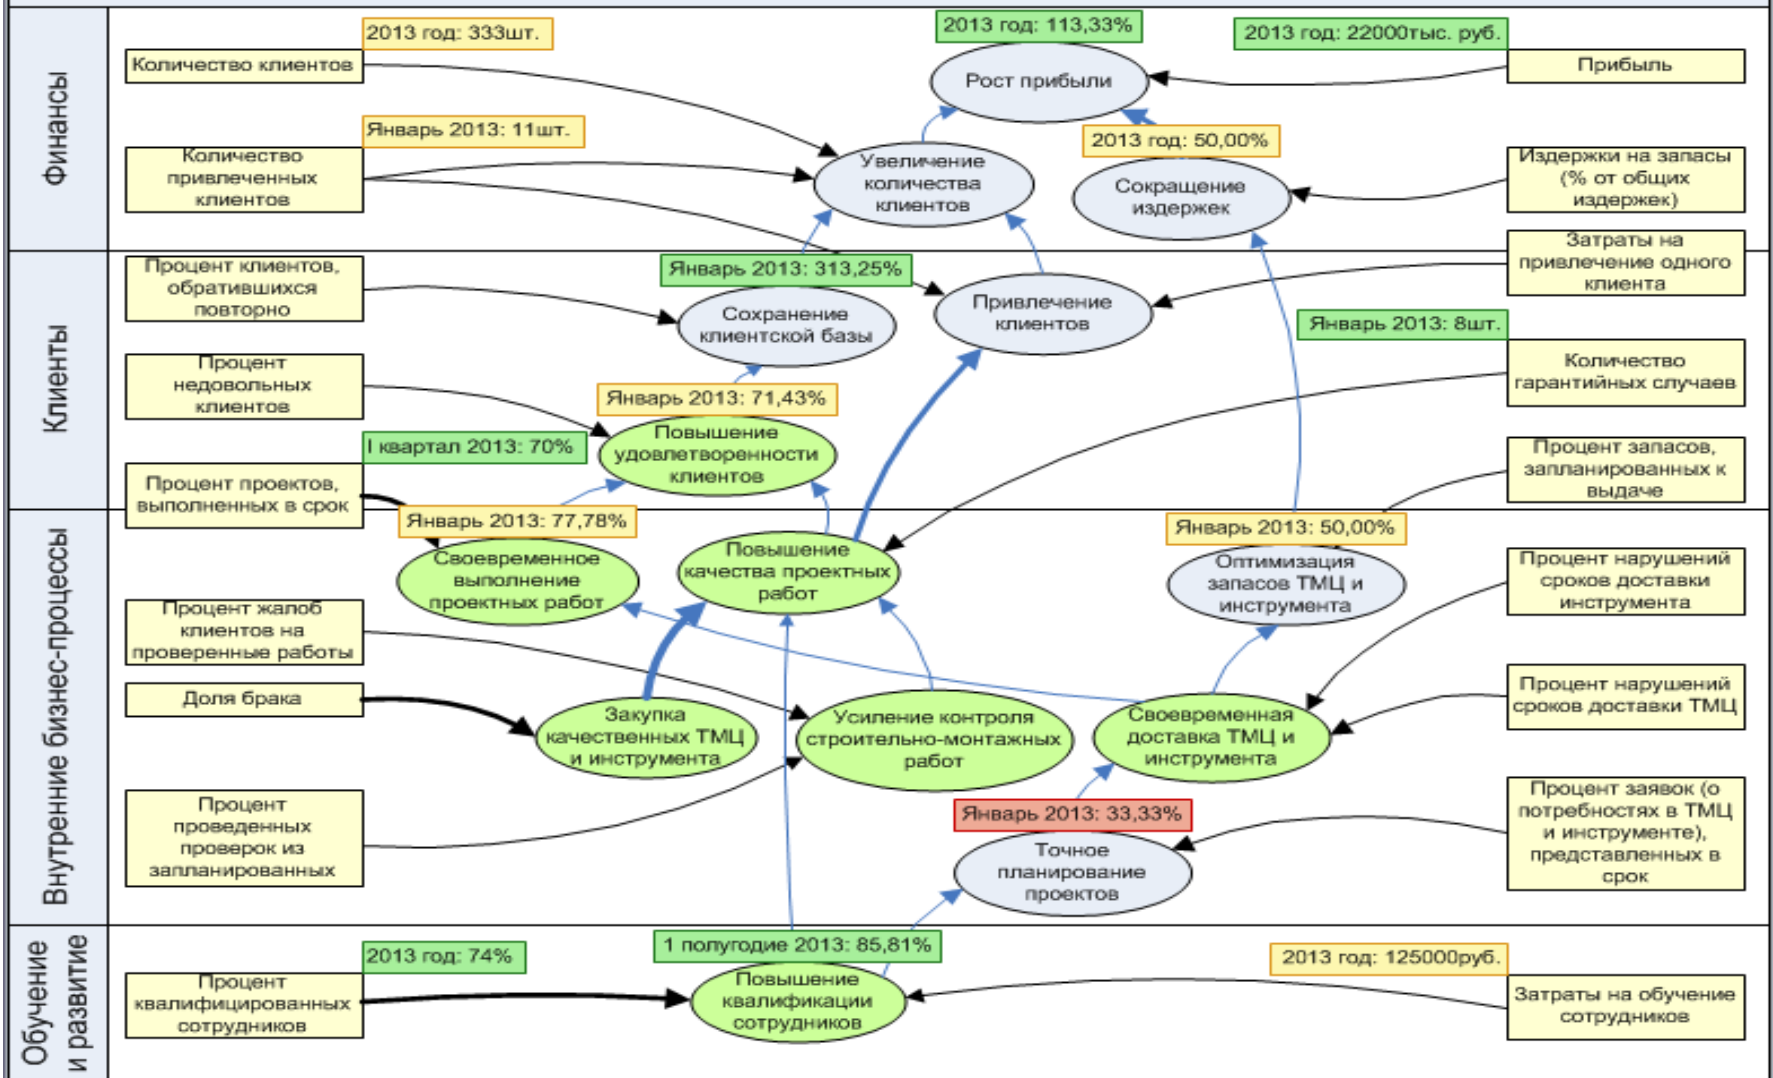 Финансы
2013 год: 333шт.
Количество клиентов
Январь 2013: 11шт.
Количество
привлеченных
клиентов
2013 год: 113,33%
Рост прибыли
2013 год: 22000тыс. руб.
Прибыль
Увеличение
количества
клиентов
2013 год: 50,00%
Сокращение
издержек
Издержки на запасы
(% от общих
издержек)
Затраты на
привлечение одного
клиента
Клиенты
Процент клиентов,
обратившихся
повторно
Январь 2013: 313,25%
Сохранение
клиентской базы
Привлечение
клиентов
Январь 2013: 8шт.
Количество
гарантийных случаев
Процент
недовольных
клиентов
Январь 2013: 71,43%
Повышение
удовлетворенности
клиентов
I квартал 2013: 70%
Процент проектов,
выполненных в срок
Процент запасов,
запланированных к
выдаче
Внутренние бизнес-процессы
Январь 2013: 77,78%
Своевременное
выполнение
проектных работ
Повышение
качества проектных
работ
Январь 2013: 50,00%
Оптимизация
запасов ТМЦ и
инструмента
Процент нарушений
сроков доставки
инструмента
Процент жалоб
клиентов на
проверенные работы
Доля брака
Закупка
качественных ТМЦ
и инструмента
Усиление контроля
строительно-монтажных
работ
Своевременная
доставка ТМЦ и
инструмента
Процент нарушений
сроков доставки ТМЦ
Процент
проведенных
проверок из
запланированных
Январь 2013: 33,33%
Точное
планирование
проектов
Процент заявок (о
потребностях в ТМЦ
и инструменте),
представленных в
срок
Обучение
и развитие
2013 год: 74%
Процент
квалифицированных
сотрудников
1 полугодие 2013: 85,81%
Повышение
квалификации
сотрудников
2013 год: 125000руб.
Затраты на обучение
сотрудников